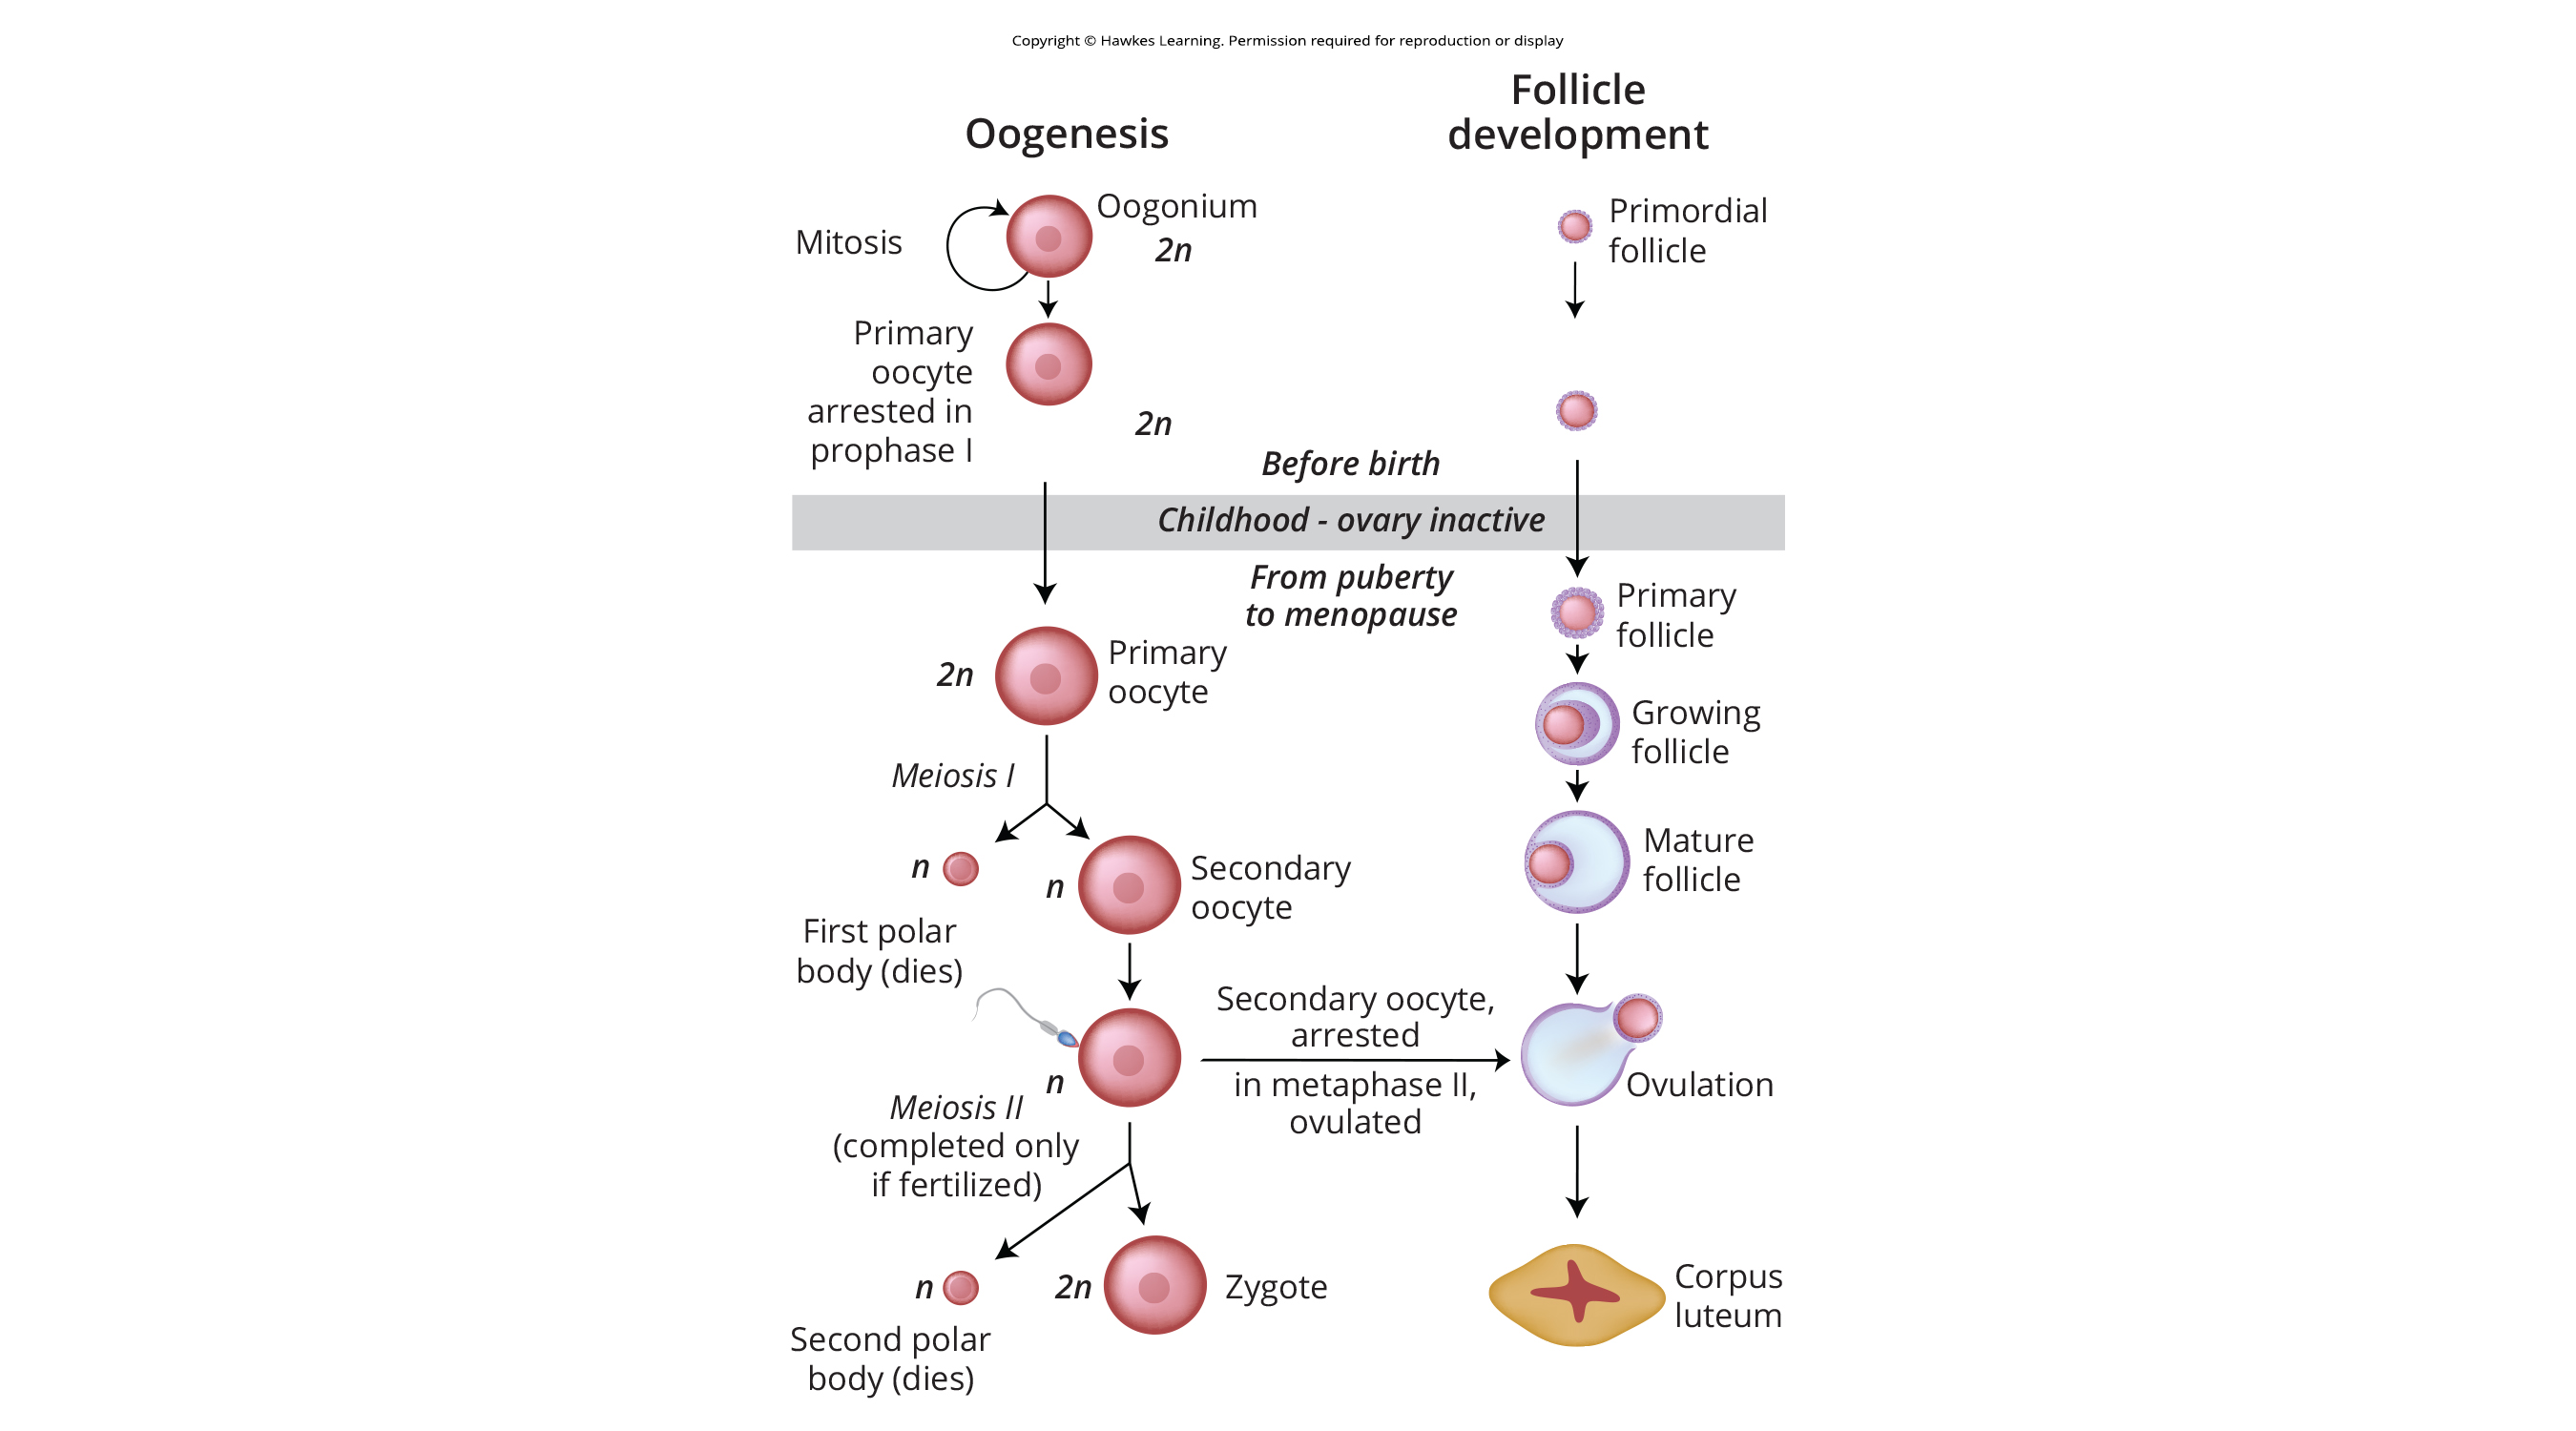 Copyright © Hawkes Learning. Permission required for reproduction or display
Oogenesis
Follicle
development
Mitosis
Oogonium
2n
Primordial
follicle
Primary
oocyte
arrested in
prophase I
2n
Before birth
Childhood - ovary inactive
From puberty
to menopause
2n
Primary
oocyte
Primary
follicle
Growing
follicle
Meiosis I
n
n
Secondary
oocyte
Mature
follicle
First polar
body (dies)
Secondary oocyte,
arrested
in metaphase II,
ovulated
n
Meiosis II
(completed only
if fertilized)
Ovulation
n
2n
Zygote
Second polar
body (dies)
Corpus
luteum